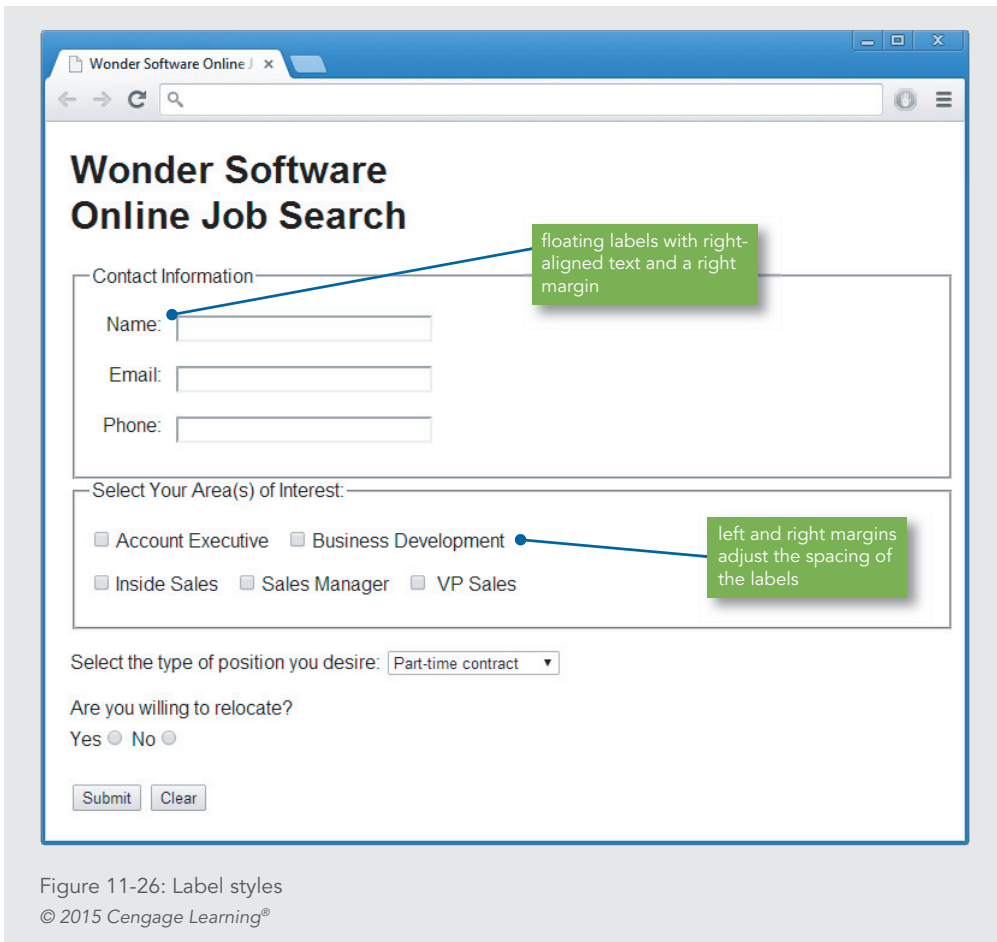 Wonder Software Online J
Wonder Software
Online Job Search
floating labels with right-
aligned text and a right
margin
Contact Information
Name:
Email:
Phone:
Select Your Area(s) of Interest:
Account Executive Business Development
left and right margins
adjust the spacing of
the labels
Inside Sales Sales Manager VP Sales
Select the type of position you desire: Part-time contract
Are you willing to relocate?
Yes No
Submit Clear
Figure 11-26: Label styles
© 2015 Cengage Learning®